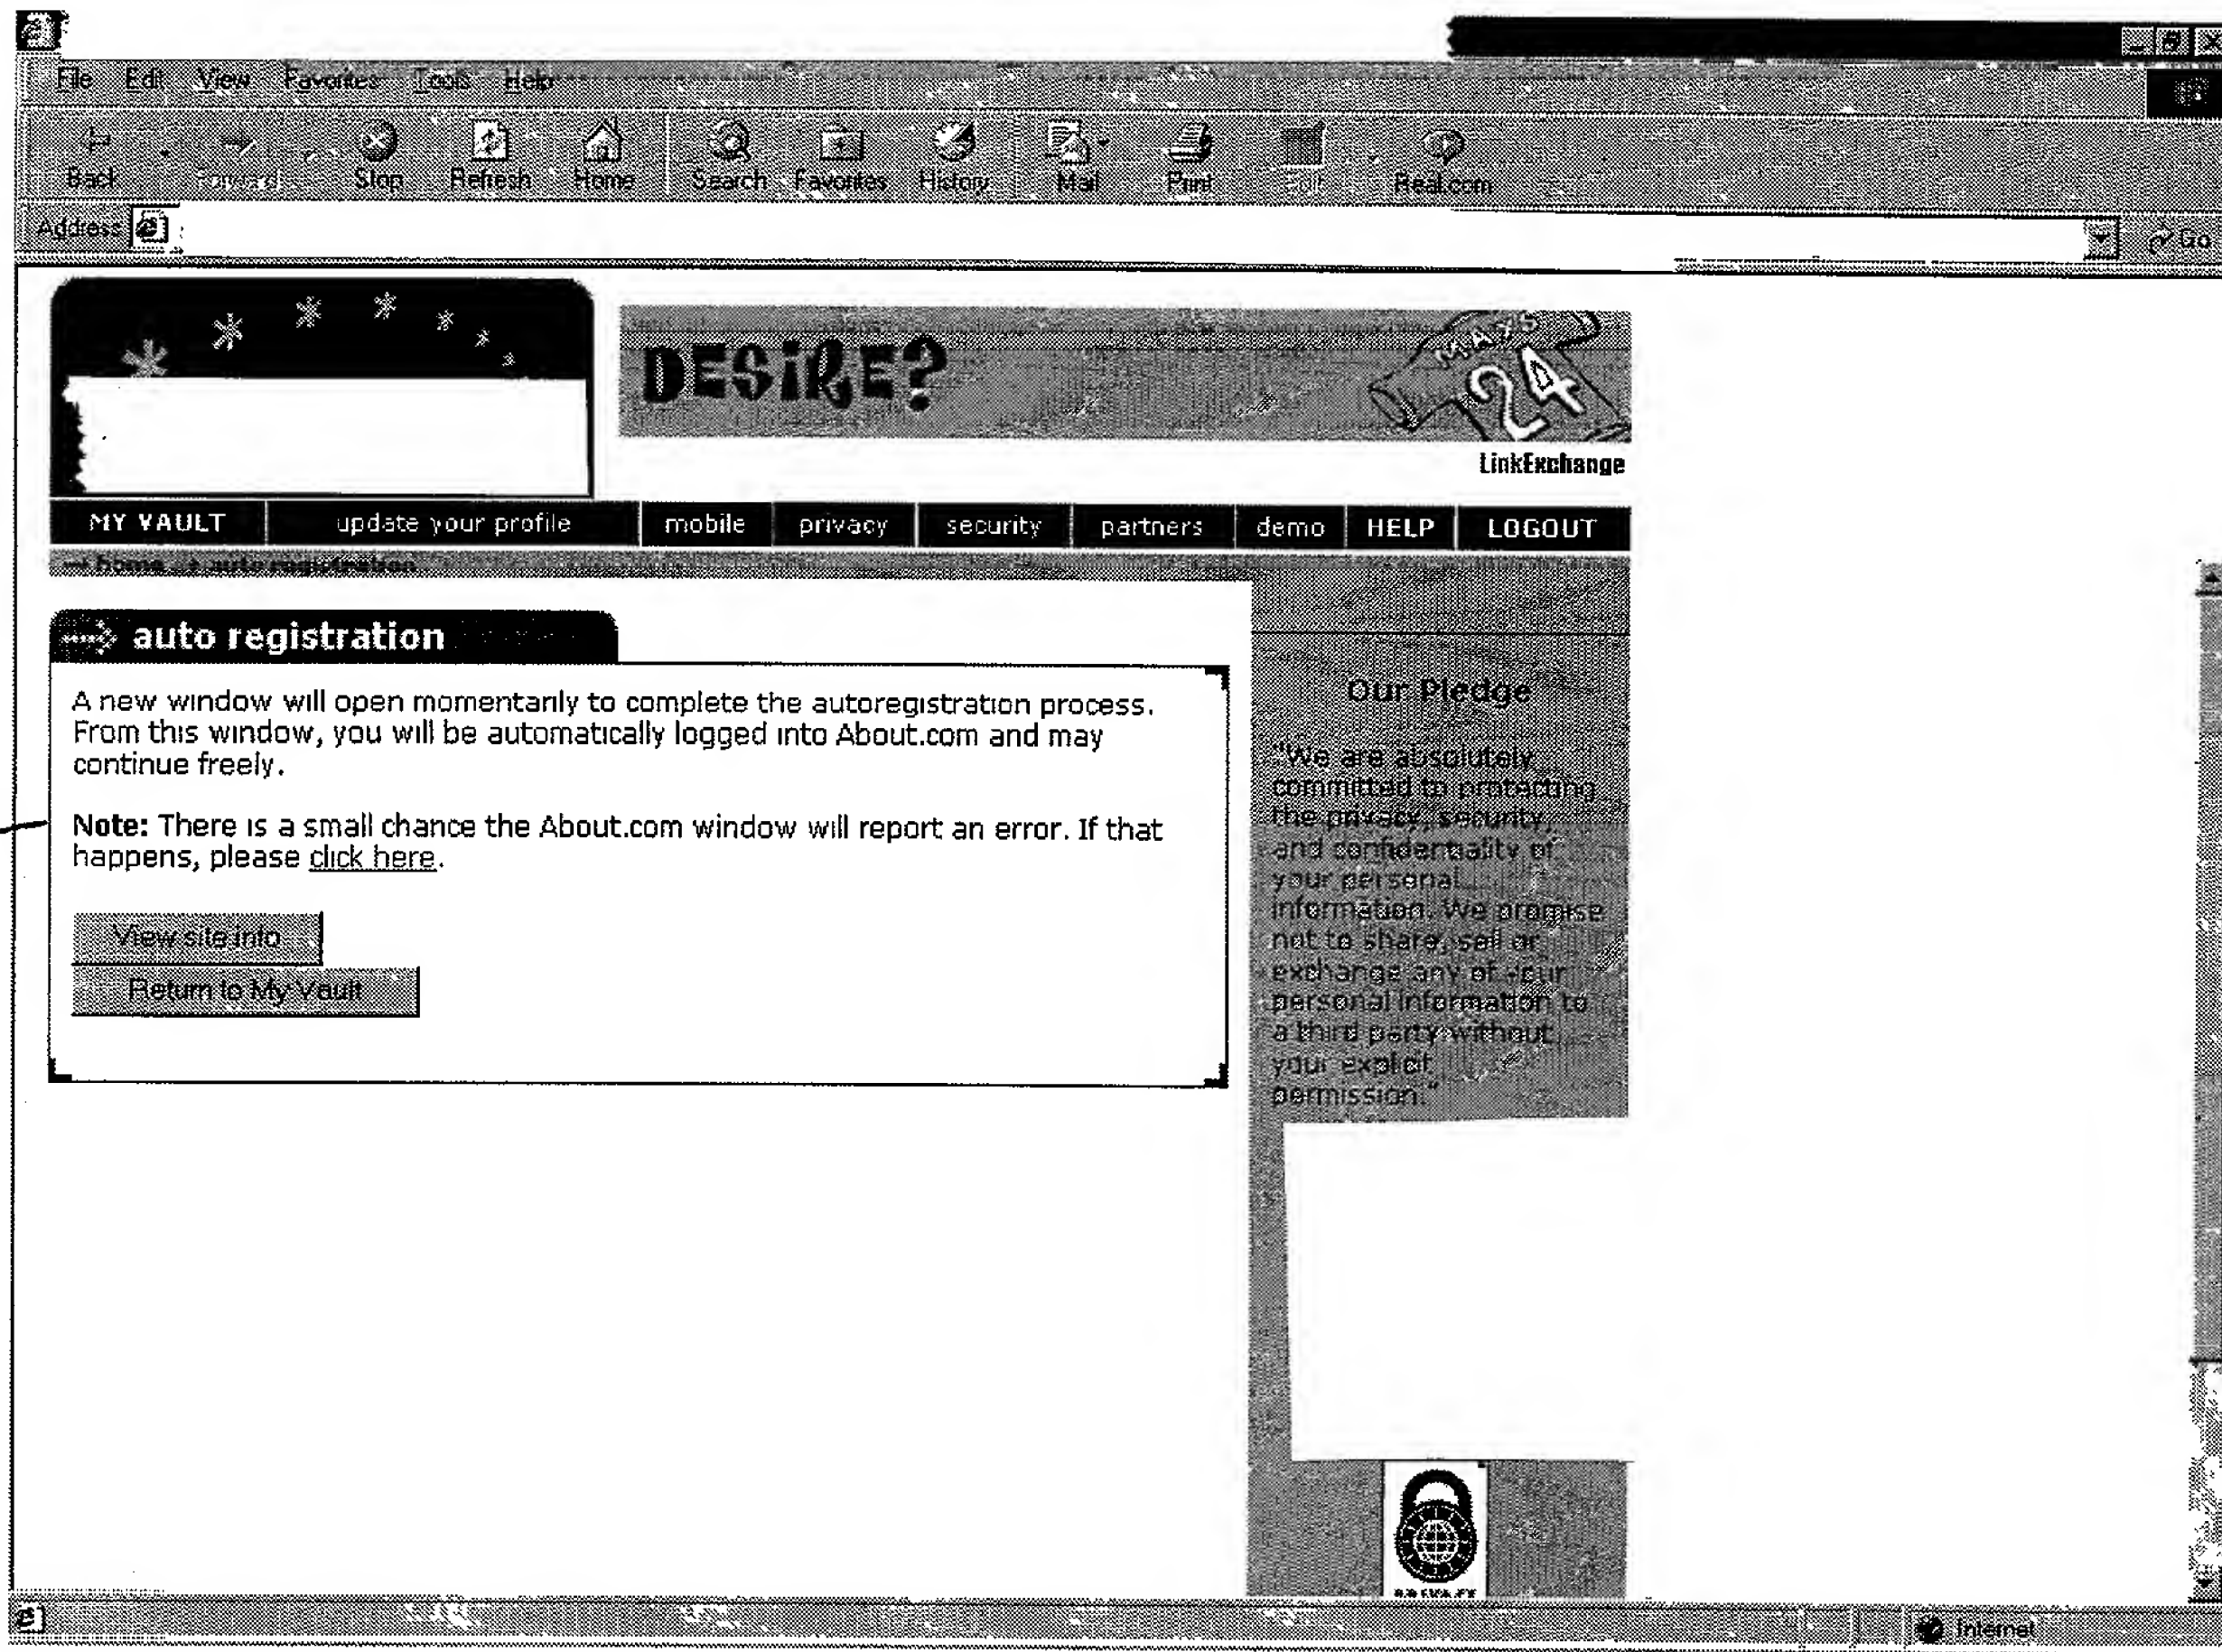 File Edit View Favorites Tools Help
Back Forward Stop Refresh Home Search Favorites History Mail Print Edit Real.com
Address Go
DESIRE?
MAXS
24
LinkExchange
MY VAULT update your profile mobile privacy security partners demo HELP LOGOUT
home auto registration
auto registration
A new window will open momentarily to complete the autoregistration process.
From this window, you will be automatically logged into About.com and may
continue freely.
Note: There is a small chance the About.com window will report an error. If that
happens, please click here.
View site info
Return to My Vault
Our Pledge
"We are absolutely
committed to protecting
the privacy, security,
and confidentiality of
your personal
information. We promise
not to share, sell or
exchange any of your
personal information to
a third party without
your explicit
permission."
Internet